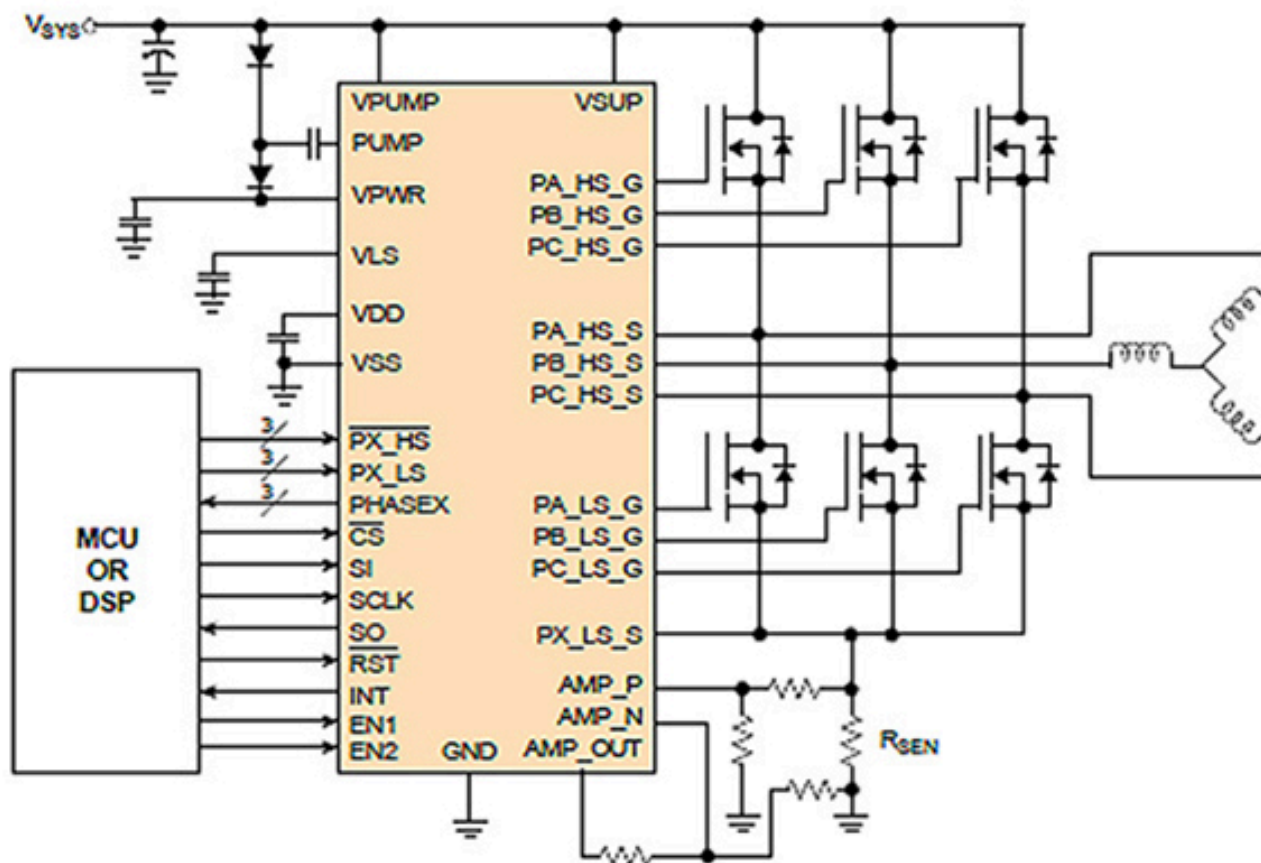 VSYS
VPUMP
VSUP
PUMP
VPWR
VLS
VDD
VSS
PA_HS_G
PB_HS_G
PC_HS_G
PA_HS_S
PB_HS_S
PC_HS_S
MCU
OR
DSP
3
3
3
PX_HS
PX_LS
PHASEX
CS
SI
SCLK
SO
RST
INT
EN1
EN2
GND
PA_LS_G
PB_LS_G
PC_LS_G
PX_LS_S
AMP_P
AMP_N
AMP_OUT
RSEN